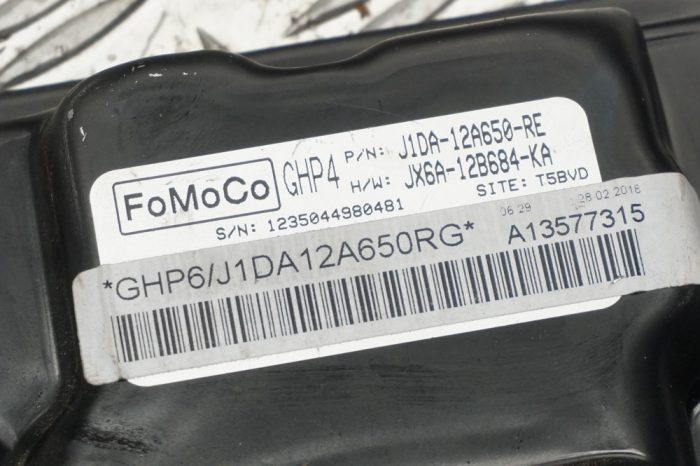 FoMoCo
GHP4
P/N: J1DA-12A650-RE
H/W: JX6A-12B684-KA
S/N: 1235044980481
SITE: T5BVD
06:29 28.02.2018
*GHP6/J1DA12A650RG*
A13577315